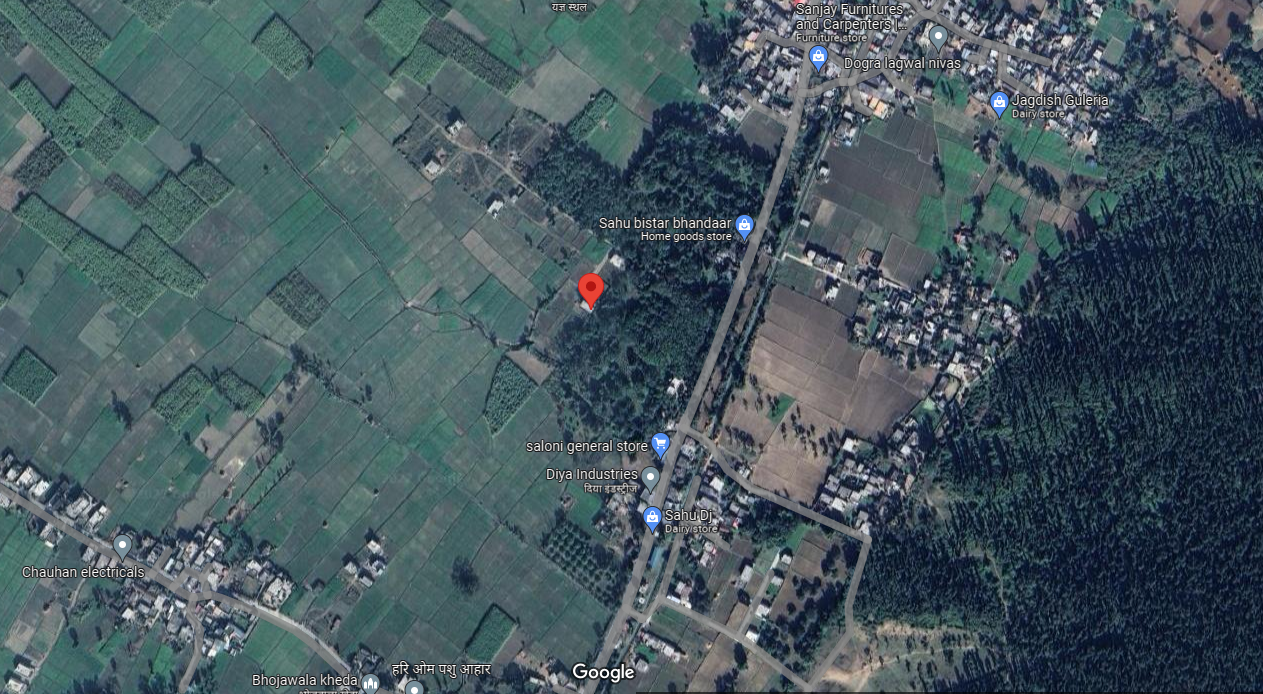 यज्ञ स्थल
Sanjay Furnitures
and Carpenters |...
Furniture store
Dogra lagwal nivas
Jagdish Guleria
Dairy store
Sahu bistar bhandaar
Home goods store
saloni general store
Diya Industries
दिया इंडस्ट्रीज
Sahu Dj
Dairy store
Chauhan electricals
हरि ओम पशु आहार
Bhojawala kheda
Google